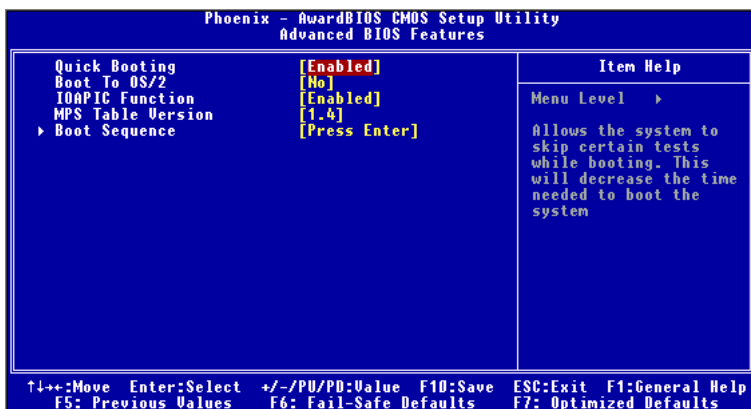 Phoenix - AwardBIOS CMOS Setup Utility
Advanced BIOS Features
Quick Booting [Enabled]
Boot To OS/2 [No]
IOAPIC Function [Enabled]
MPS Table Version [1.4]
▸ Boot Sequence [Press Enter]
Item Help
Menu Level ▸
Allows the system to
skip certain tests
while booting. This
will decrease the time
needed to boot the
system
↑↓→←:Move Enter:Select +/-/PU/PD:Value F10:Save ESC:Exit F1:General Help
F5: Previous Values F6: Fail-Safe Defaults F7: Optimized Defaults